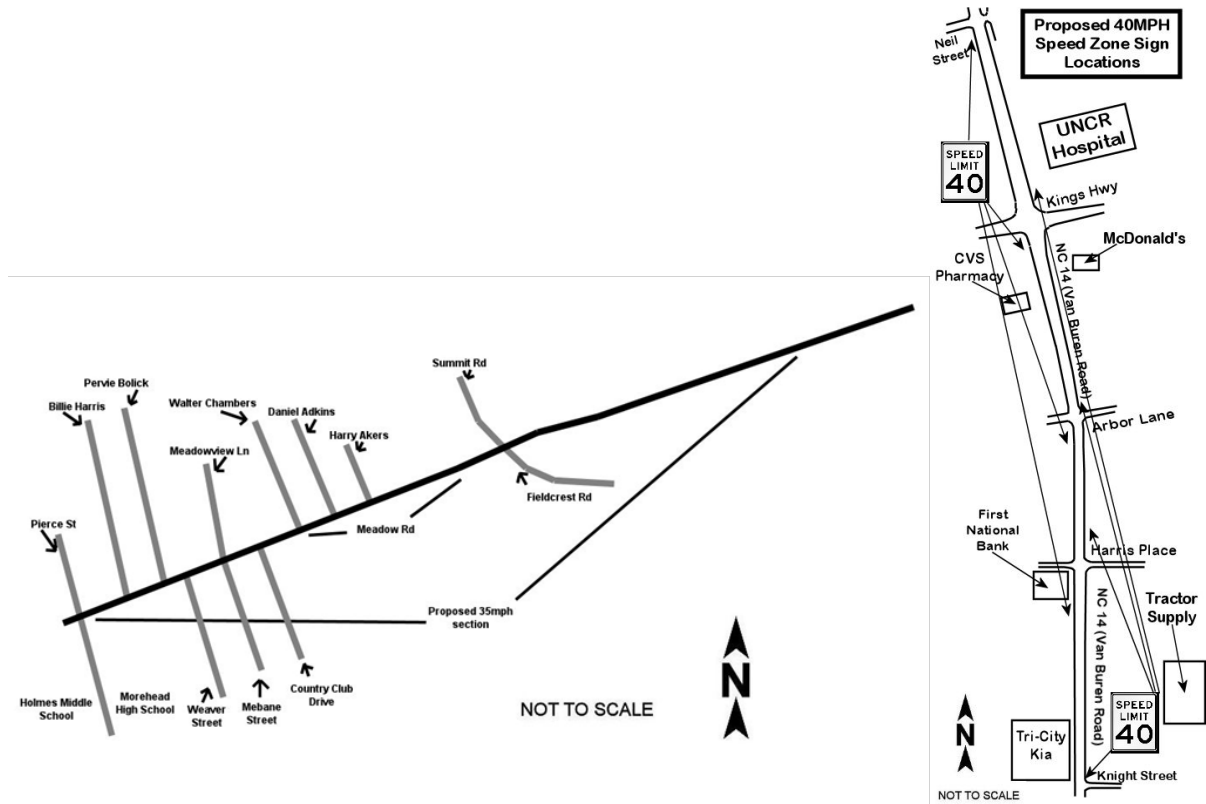 Summit Rd
Pervie Bolick
Billie Harris
Walter Chambers
Daniel Adkins
Harry Akers
Meadowview Ln
Fieldcrest Rd
Pierce St
Meadow Rd
Proposed 35mph
section
Holmes Middle
School
Morehead
High School
Weaver
Street
Mebane
Street
Country Club
Drive
N
NOT TO SCALE
Proposed 40MPH
Speed Zone Sign
Locations
Neil
Street
UNCR
Hospital
SPEED
LIMIT
40
Kings Hwy
McDonald's
CVS
Pharmacy
NC 14 (Van Buren Road)
Arbor Lane
First
National
Bank
Harris Place
NC 14 (Van Buren Road)
Tractor
Supply
SPEED
LIMIT
40
N
Tri-City
Kia
Knight Street
NOT TO SCALE